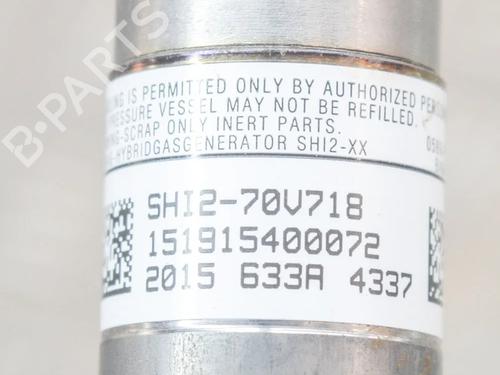 B-PARTS
ING IS PERMITTED ONLY BY AUTHORIZED
PRESSURE VESSEL MAY NOT BE REFILLED.
ING-SCRAP ONLY INERT PARTS.
HYBRIDGASGENERATOR SHI2-XX
SHI2-70V718
151915400072
2015 633A 4337